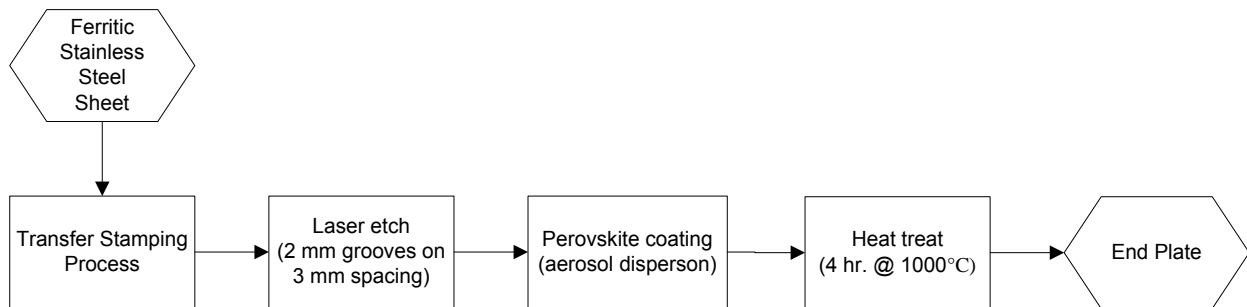 Ferritic
Stainless
Steel
Sheet
Transfer Stamping
Process
Laser etch
(2 mm grooves on
3 mm spacing)
Perovskite coating
(aerosol disperson)
Heat treat
(4 hr. @ 1000°C)
End Plate